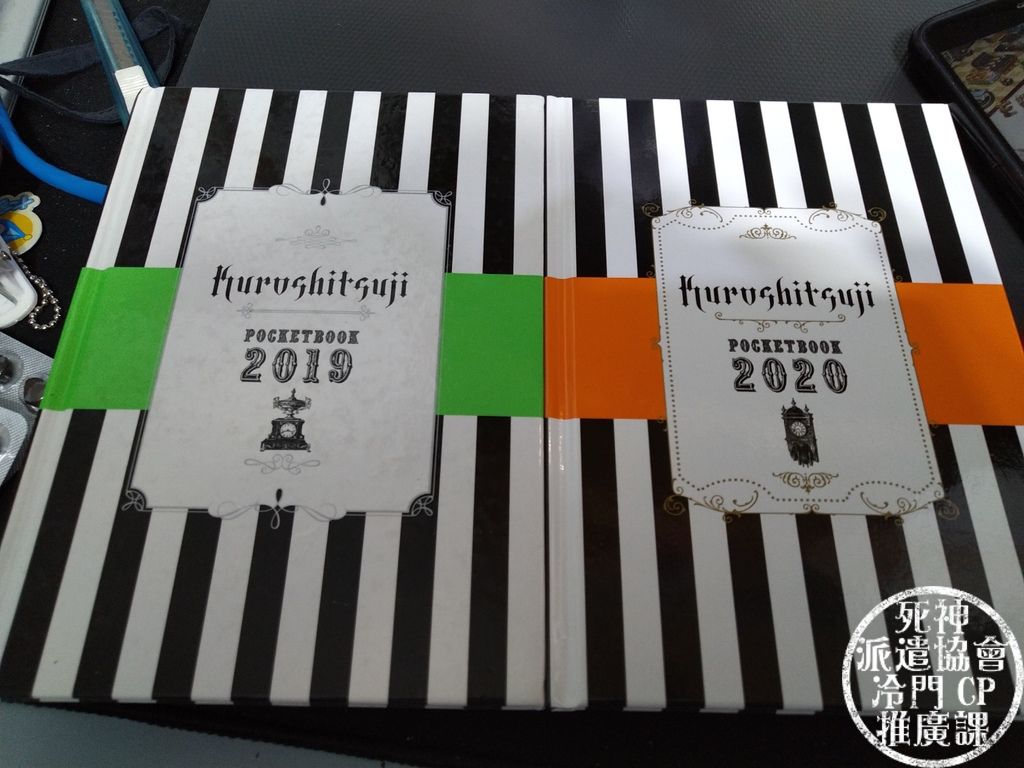 Kuroshitsuji
POCKETBOOK
2019
Kuroshitsuji
POCKETBOOK
2020
死神
派遣協會
冷門CP
推廣課